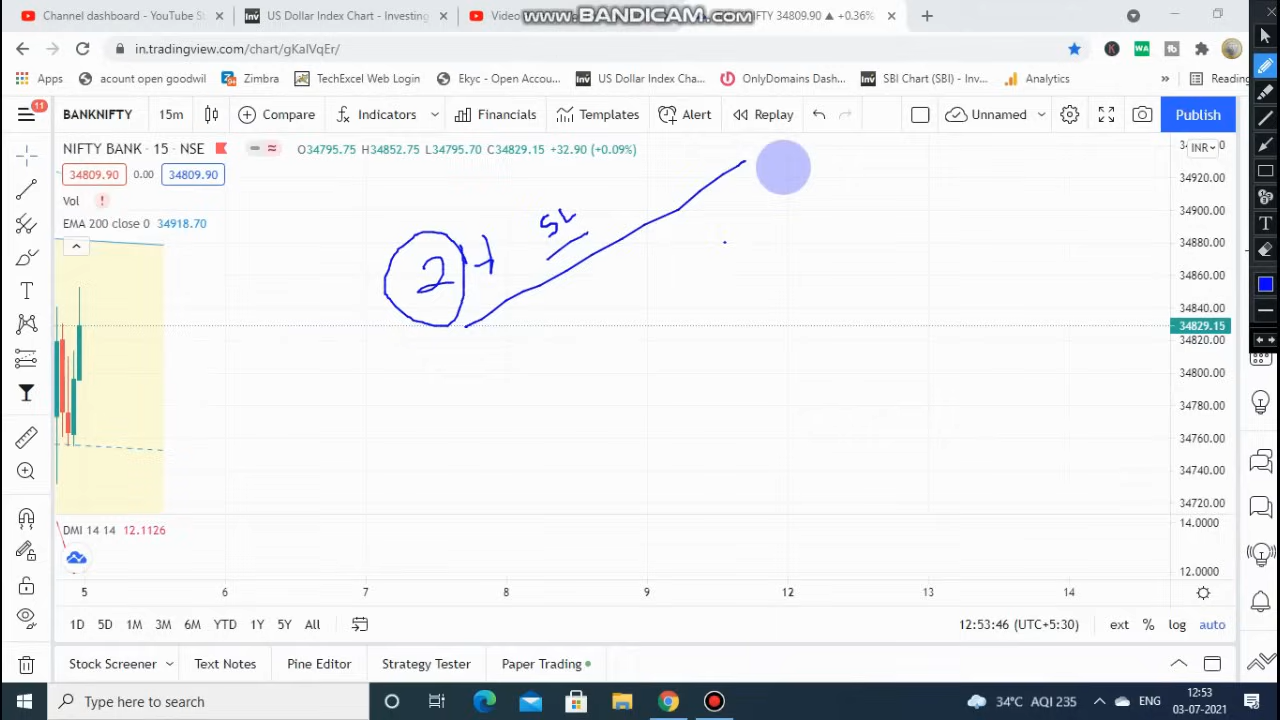 Channel dashboard - YouTube S
US Dollar Index Chart - Investing
Video
NIFTY 34809.90 ▲ +0.36%
www.BANDICAM.com
in.tradingview.com/chart/gKalVqEr/
Apps
acount open goodwil
Zimbra
TechExcel Web Login
Ekyc - Open Accou...
US Dollar Index Cha...
OnlyDomains Dash...
SBI Chart (SBI) - Inv...
Analytics
»
Reading
11
BANKNIFTY
15m
Compare
Indicators
Financials
Templates
Alert
Replay
Unnamed
Publish
NIFTY BANK · 15 · NSE
O34795.75 H34852.75 L34795.70 C34829.15 +32.90 (+0.09%)
INR
34809.90 0.00 34809.90
Vol
EMA 200 close 0 34918.70
2
SL
34920.00
34900.00
34880.00
34860.00
34840.00
34829.15
34820.00
34800.00
34780.00
34760.00
34740.00
34720.00
DMI 14 14 12.1126
14.0000
12.0000
5 6 7 8 9 12 13 14
1D 5D 1M 3M 6M YTD 1Y 5Y All
12:53:46 (UTC+5:30)
ext % log auto
Stock Screener
Text Notes
Pine Editor
Strategy Tester
Paper Trading
Type here to search
34°C AQI 235
ENG
12:53
03-07-2021